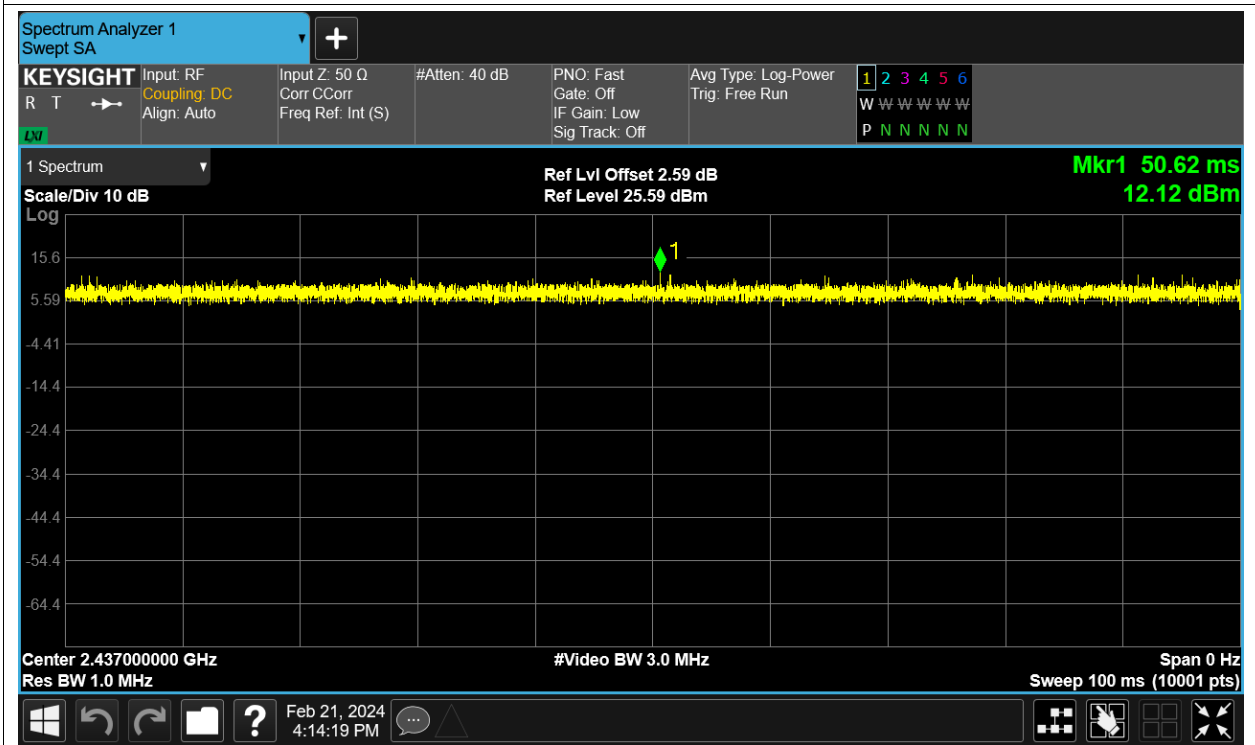 Spectrum Analyzer 1
Swept SA
KEYSIGHT
R T
LXI
Input: RF
Coupling: DC
Align: Auto
Input Z: 50 Ω
Corr CCorr
Freq Ref: Int (S)
#Atten: 40 dB
PNO: Fast
Gate: Off
IF Gain: Low
Sig Track: Off
Avg Type: Log-Power
Trig: Free Run
1 2 3 4 5 6
W W W W W W
P N N N N N
1 Spectrum
Scale/Div 10 dB
Ref Lvl Offset 2.59 dB
Ref Level 25.59 dBm
Mkr1 50.62 ms
12.12 dBm
Log
1
15.6
5.59
-4.41
-14.4
-24.4
-34.4
-44.4
-54.4
-64.4
Center 2.437000000 GHz
#Video BW 3.0 MHz
Span 0 Hz
Res BW 1.0 MHz
Sweep 100 ms (10001 pts)
?
Feb 21, 2024
4:14:19 PM